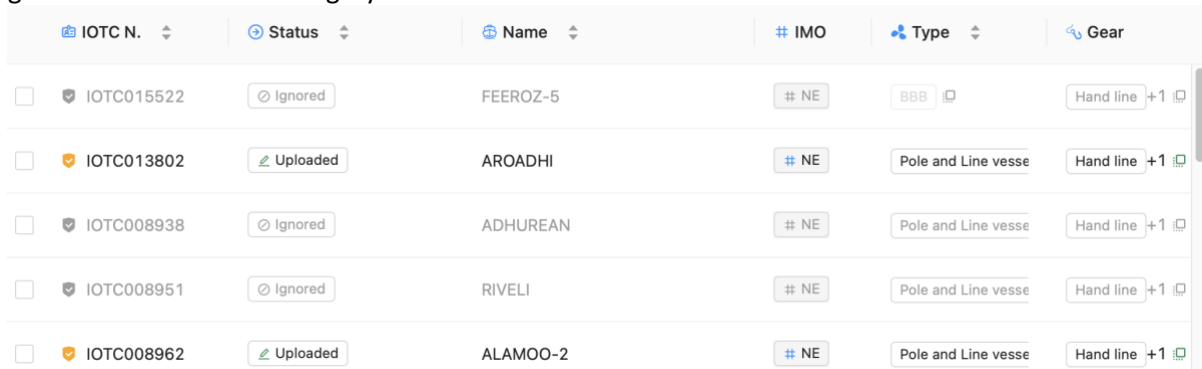 IOTC N. Status Name # IMO Type Gear
IOTC015522 Ignored FEEROZ-5 # NE BBB Hand line +1
IOTC013802 Uploaded AROADHI # NE Pole and Line vesse Hand line +1
IOTC008938 Ignored ADHUREAN # NE Pole and Line vesse Hand line +1
IOTC008951 Ignored RIVELI # NE Pole and Line vesse Hand line +1
IOTC008962 Uploaded ALAMOO-2 # NE Pole and Line vesse Hand line +1